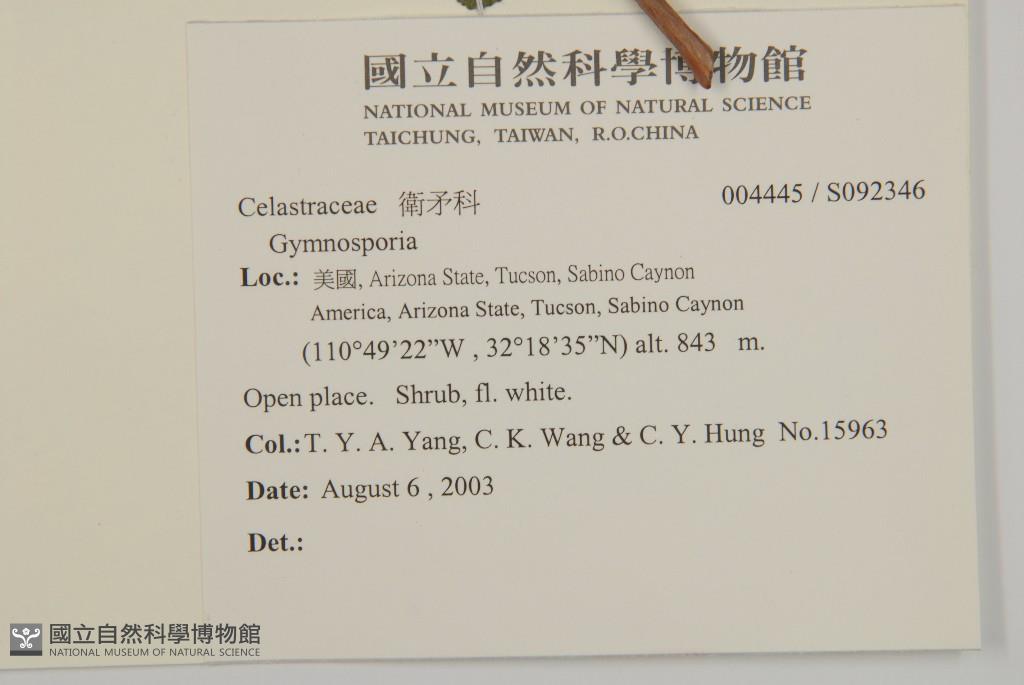 國立自然科學博物館
NATIONAL MUSEUM OF NATURAL SCIENCE
TAICHUNG, TAIWAN, R.O.CHINA
Celastraceae 衛矛科 004445 / S092346
Gymnosporia
Loc.: 美國, Arizona State, Tucson, Sabino Caynon
America, Arizona State, Tucson, Sabino Caynon
(110°49’22”W , 32°18’35”N) alt. 843 m.
Open place. Shrub, fl. white.
Col.: T. Y. A. Yang, C. K. Wang & C. Y. Hung No.15963
Date: August 6 , 2003
Det.:
國立自然科學博物館
NATIONAL MUSEUM OF NATURAL SCIENCE